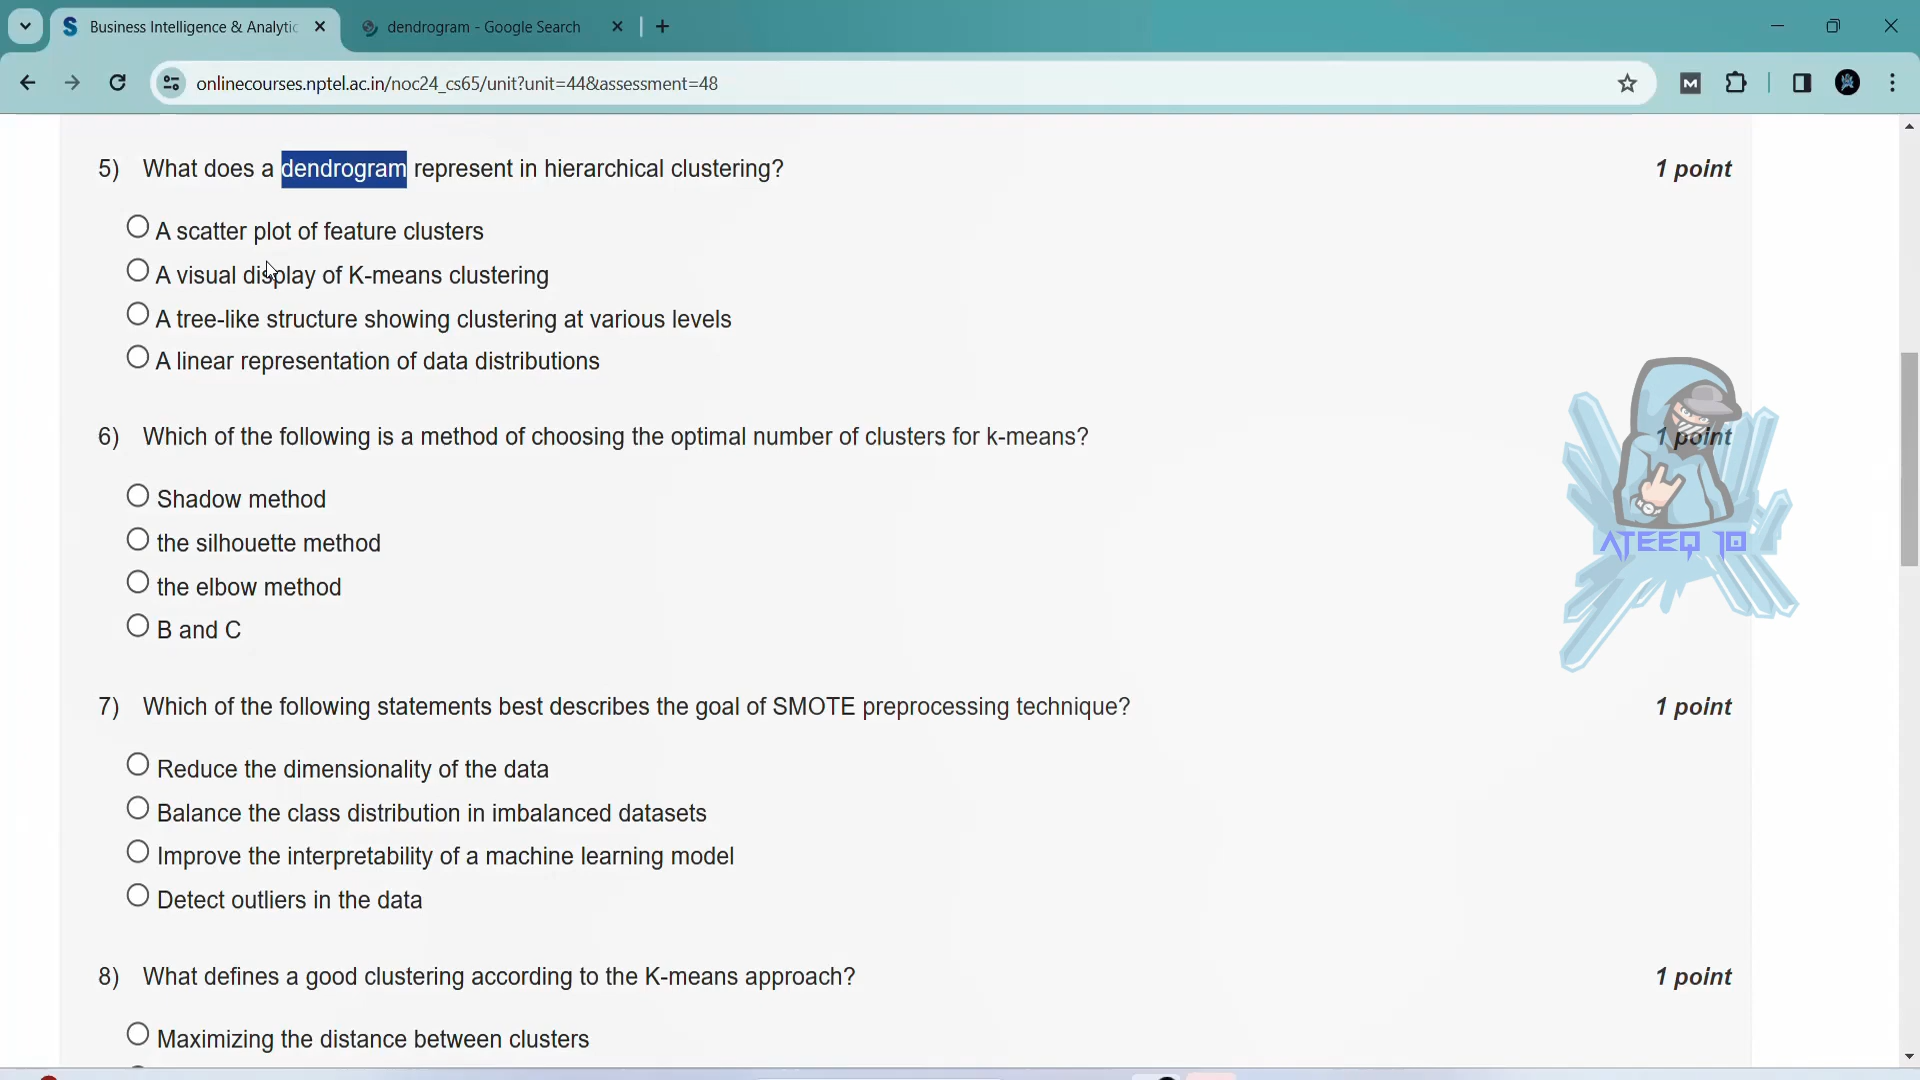 Business Intelligence & Analytic
dendrogram - Google Search
onlinecourses.nptel.ac.in/noc24_cs65/unit?unit=44&assessment=48
M
5) What does a dendrogram represent in hierarchical clustering? 1 point
A scatter plot of feature clusters
A visual display of K-means clustering
A tree-like structure showing clustering at various levels
A linear representation of data distributions
6) Which of the following is a method of choosing the optimal number of clusters for k-means? 1 point
Shadow method
the silhouette method
the elbow method
B and C
ATEEQ 10
7) Which of the following statements best describes the goal of SMOTE preprocessing technique? 1 point
Reduce the dimensionality of the data
Balance the class distribution in imbalanced datasets
Improve the interpretability of a machine learning model
Detect outliers in the data
8) What defines a good clustering according to the K-means approach? 1 point
Maximizing the distance between clusters